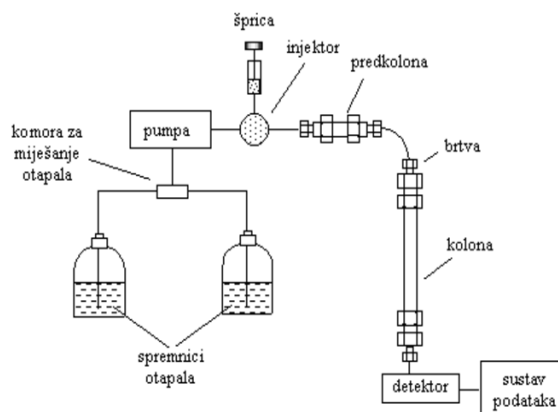 šprica
injektor
predkolona
pumpa
komora za
miješanje
otapala
brtva
kolona
spremnici
otapala
detektor
sustav
podataka